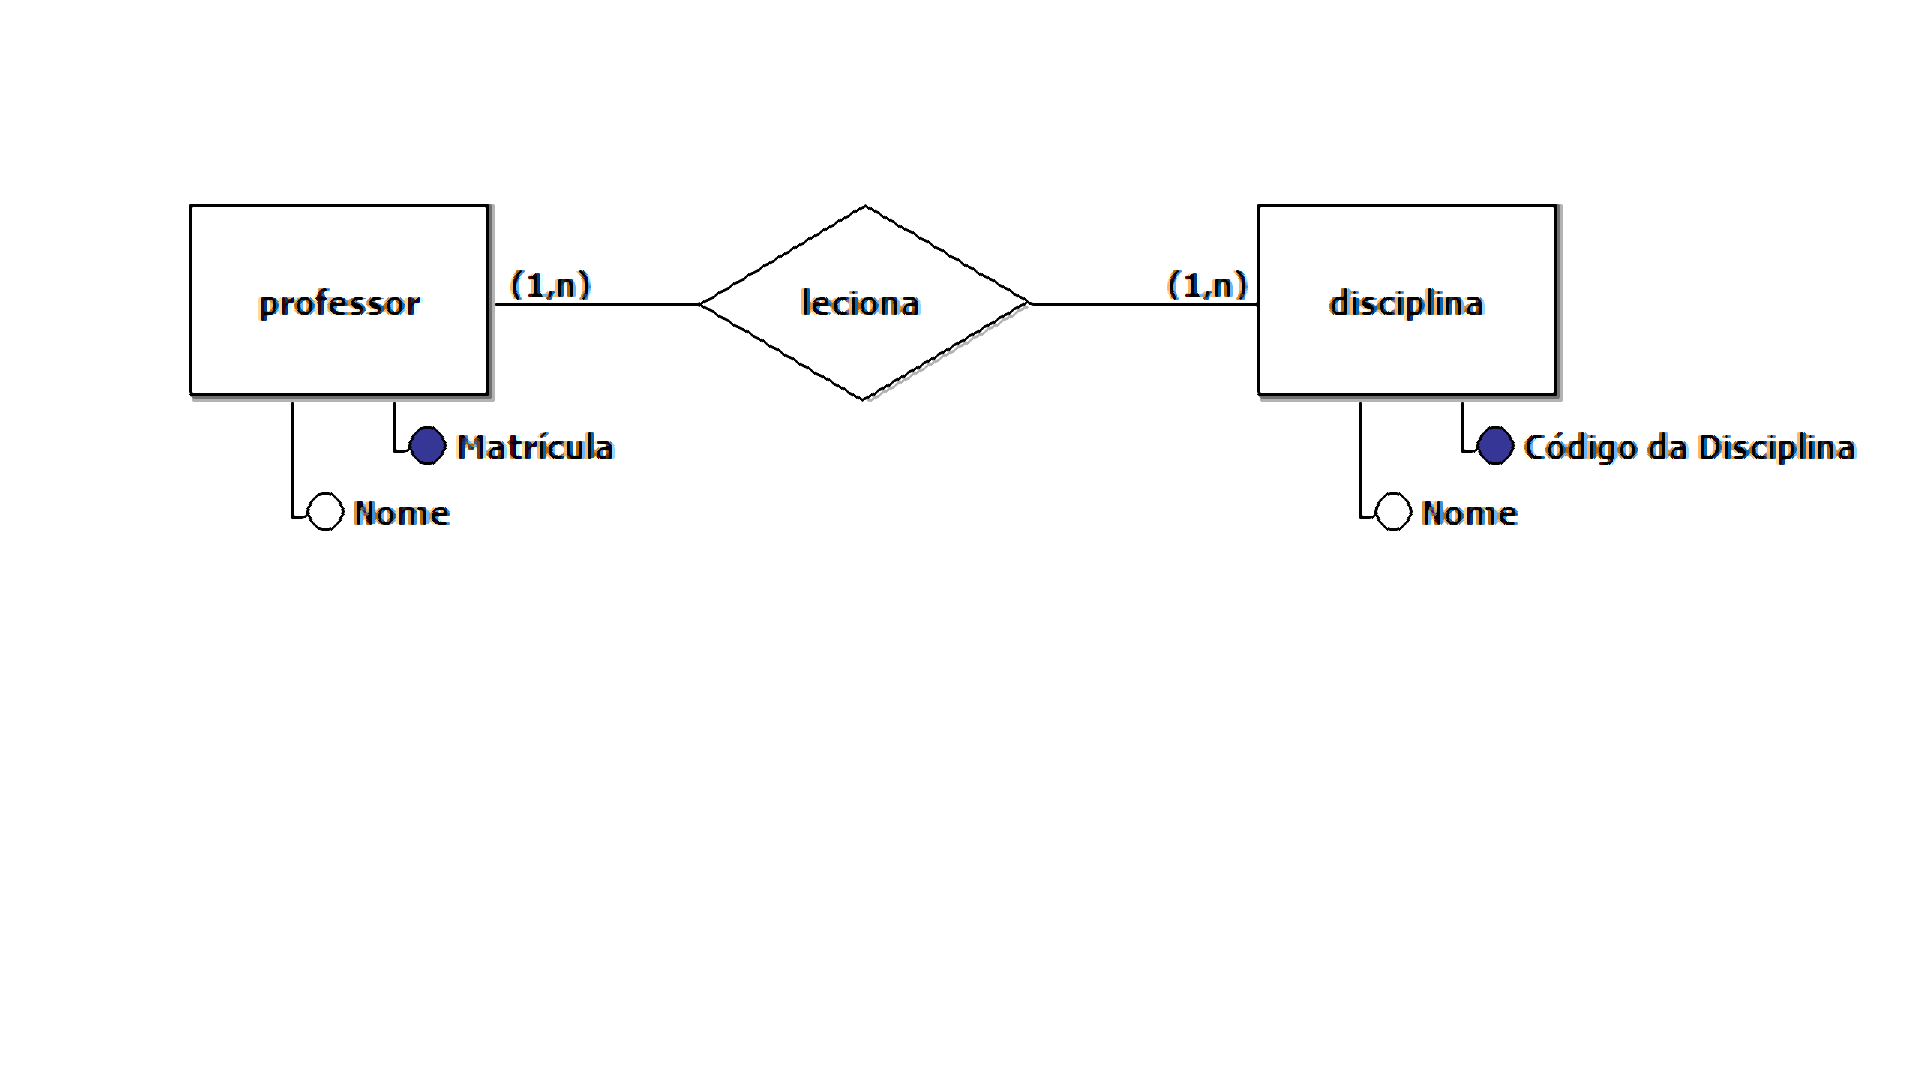 (1,n)
(1,n)
professor
leciona
disciplina
Matrícula
Código da Disciplina
Nome
Nome